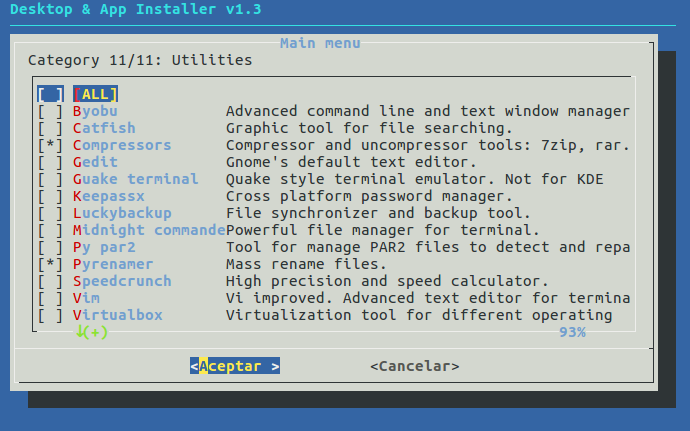 Desktop & App Installer v1.3
Main menu
Category 11/11: Utilities
[ ] [ALL]
[ ] Byobu Advanced command line and text window manager
[ ] Catfish Graphic tool for file searching.
[*] Compressors Compressor and uncompressor tools: 7zip, rar.
[ ] Gedit Gnome's default text editor.
[ ] Guake terminal Quake style terminal emulator. Not for KDE
[ ] Keepassx Cross platform password manager.
[ ] Luckybackup File synchronizer and backup tool.
[ ] Midnight commandePowerful file manager for terminal.
[ ] Py par2 Tool for manage PAR2 files to detect and repa
[*] Pyrenamer Mass rename files.
[ ] Speedcrunch High precision and speed calculator.
[ ] Vim Vi improved. Advanced text editor for termina
[ ] Virtualbox Virtualization tool for different operating
↓(+) 93%
<Aceptar > <Cancelar>